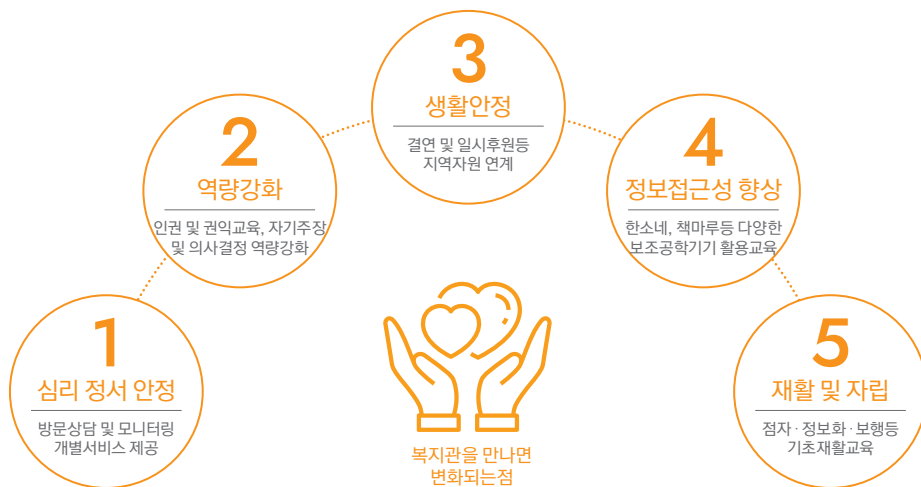 1
심리 정서 안정
방문상담 및 모니터링
개별서비스 제공
2
역량강화
인권 및 권익교육, 자기주장
및 의사결정 역량강화
3
생활안정
결연 및 일시후원등
지역자원 연계
4
정보접근성 향상
한소네, 책마루등 다양한
보조공학기기 활용교육
5
재활 및 자립
점자 · 정보화 · 보행등
기초재활교육
복지관을 만나면
변화되는점